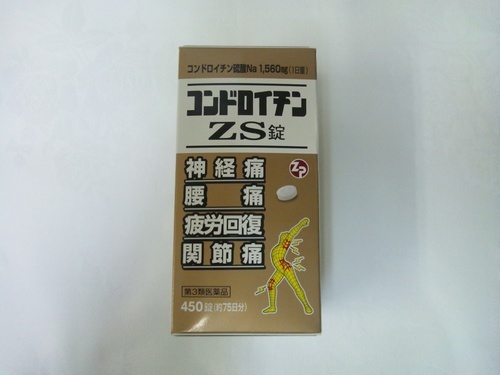 コンドロイチン硫酸Na 1,560mg(1日量)
コンドロイチン
ZS錠
ZP
神経痛
腰痛
疲労回復
関節痛
第3類医薬品
450錠(約75日分)